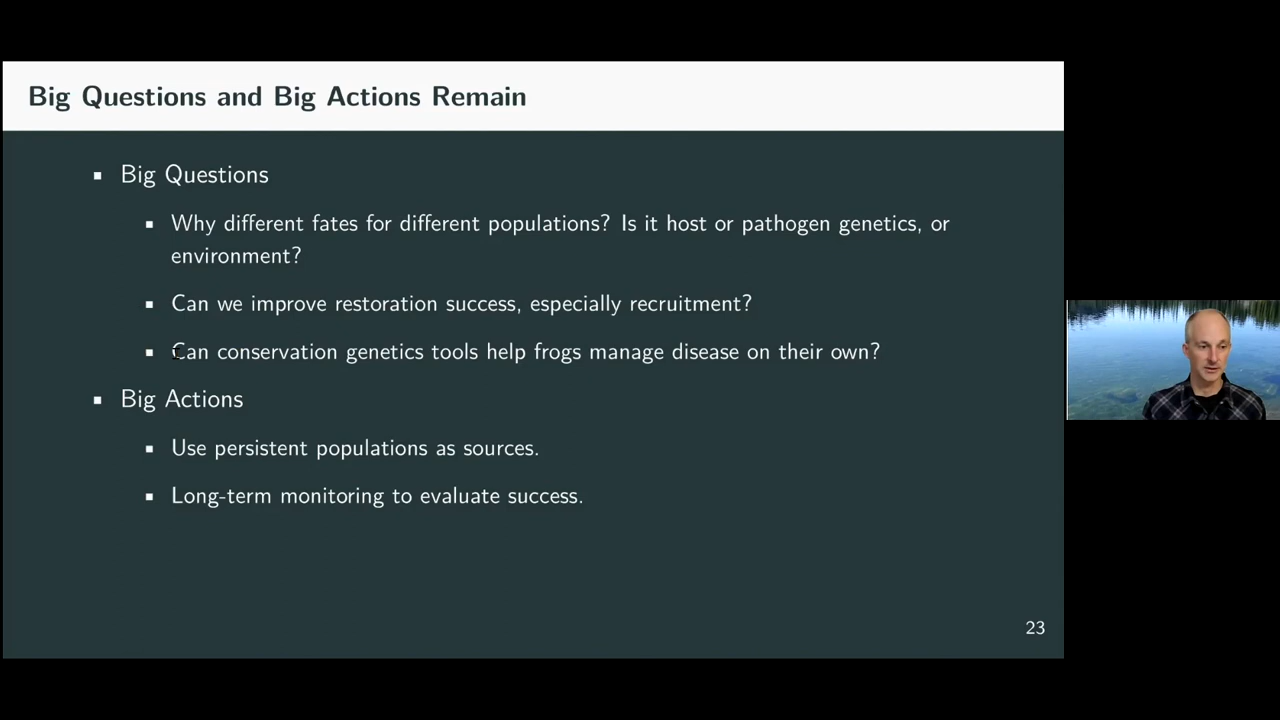 Big Questions and Big Actions Remain
Big Questions
Why different fates for different populations? Is it host or pathogen genetics, or
environment?
Can we improve restoration success, especially recruitment?
Can conservation genetics tools help frogs manage disease on their own?
Big Actions
Use persistent populations as sources.
Long-term monitoring to evaluate success.
23